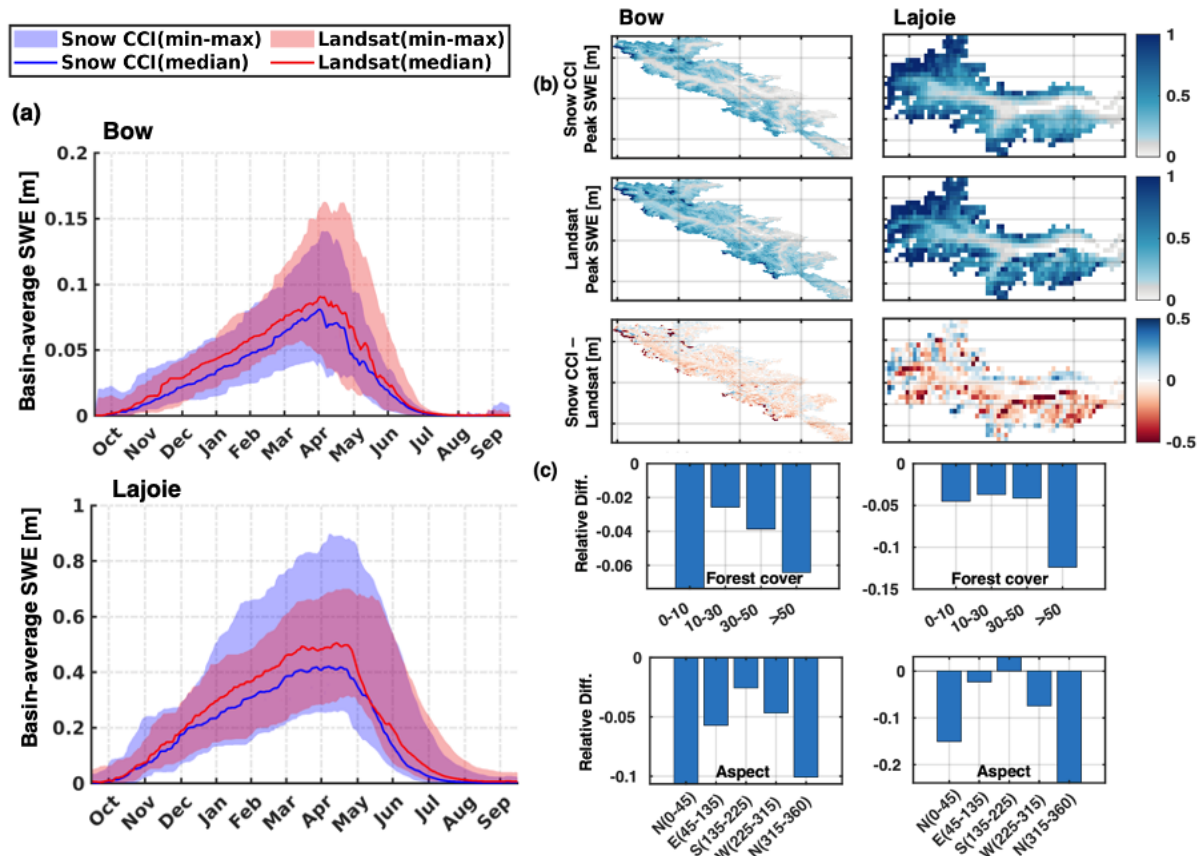 Snow CCI(min-max)
Landsat(min-max)
Snow CCI(median)
Landsat(median)
(a)
Bow
Basin-average SWE [m]
0.2
0.15
0.1
0.05
0
Oct
Nov
Dec
Jan
Feb
Mar
Apr
May
Jun
Jul
Aug
Sep
Lajoie
Basin-average SWE [m]
1
0.8
0.6
0.4
0.2
0
Oct
Nov
Dec
Jan
Feb
Mar
Apr
May
Jun
Jul
Aug
Sep
Bow
Lajoie
(b)
Snow CCI
Peak SWE [m]
1
0.5
0
Landsat
Peak SWE [m]
1
0.5
0
Snow CCI –
Landsat [m]
0.5
0
-0.5
(c)
Relative Diff.
0
-0.02
-0.04
-0.06
Forest cover
0-10
10-30
30-50
>50
0
-0.05
-0.1
-0.15
Forest cover
0-10
10-30
30-50
>50
Relative Diff.
0
-0.05
-0.1
Aspect
N(0-45)
E(45-135)
S(135-225)
W(225-315)
N(315-360)
0
-0.1
-0.2
Aspect
N(0-45)
E(45-135)
S(135-225)
W(225-315)
N(315-360)